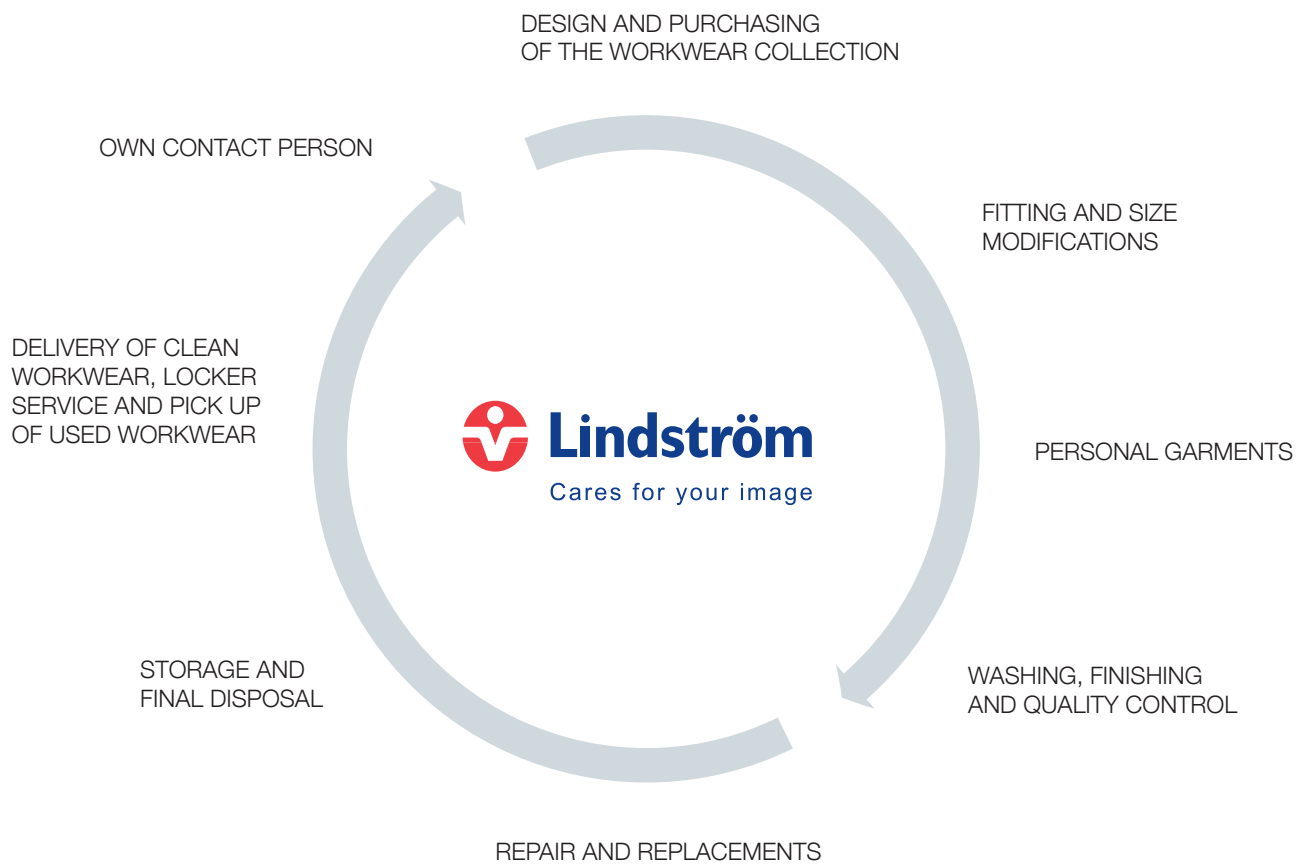 DESIGN AND PURCHASING
OF THE WORKWEAR COLLECTION
OWN CONTACT PERSON
FITTING AND SIZE
MODIFICATIONS
DELIVERY OF CLEAN
WORKWEAR, LOCKER
SERVICE AND PICK UP
OF USED WORKWEAR
Lindström
Cares for your image
PERSONAL GARMENTS
STORAGE AND
FINAL DISPOSAL
WASHING, FINISHING
AND QUALITY CONTROL
REPAIR AND REPLACEMENTS